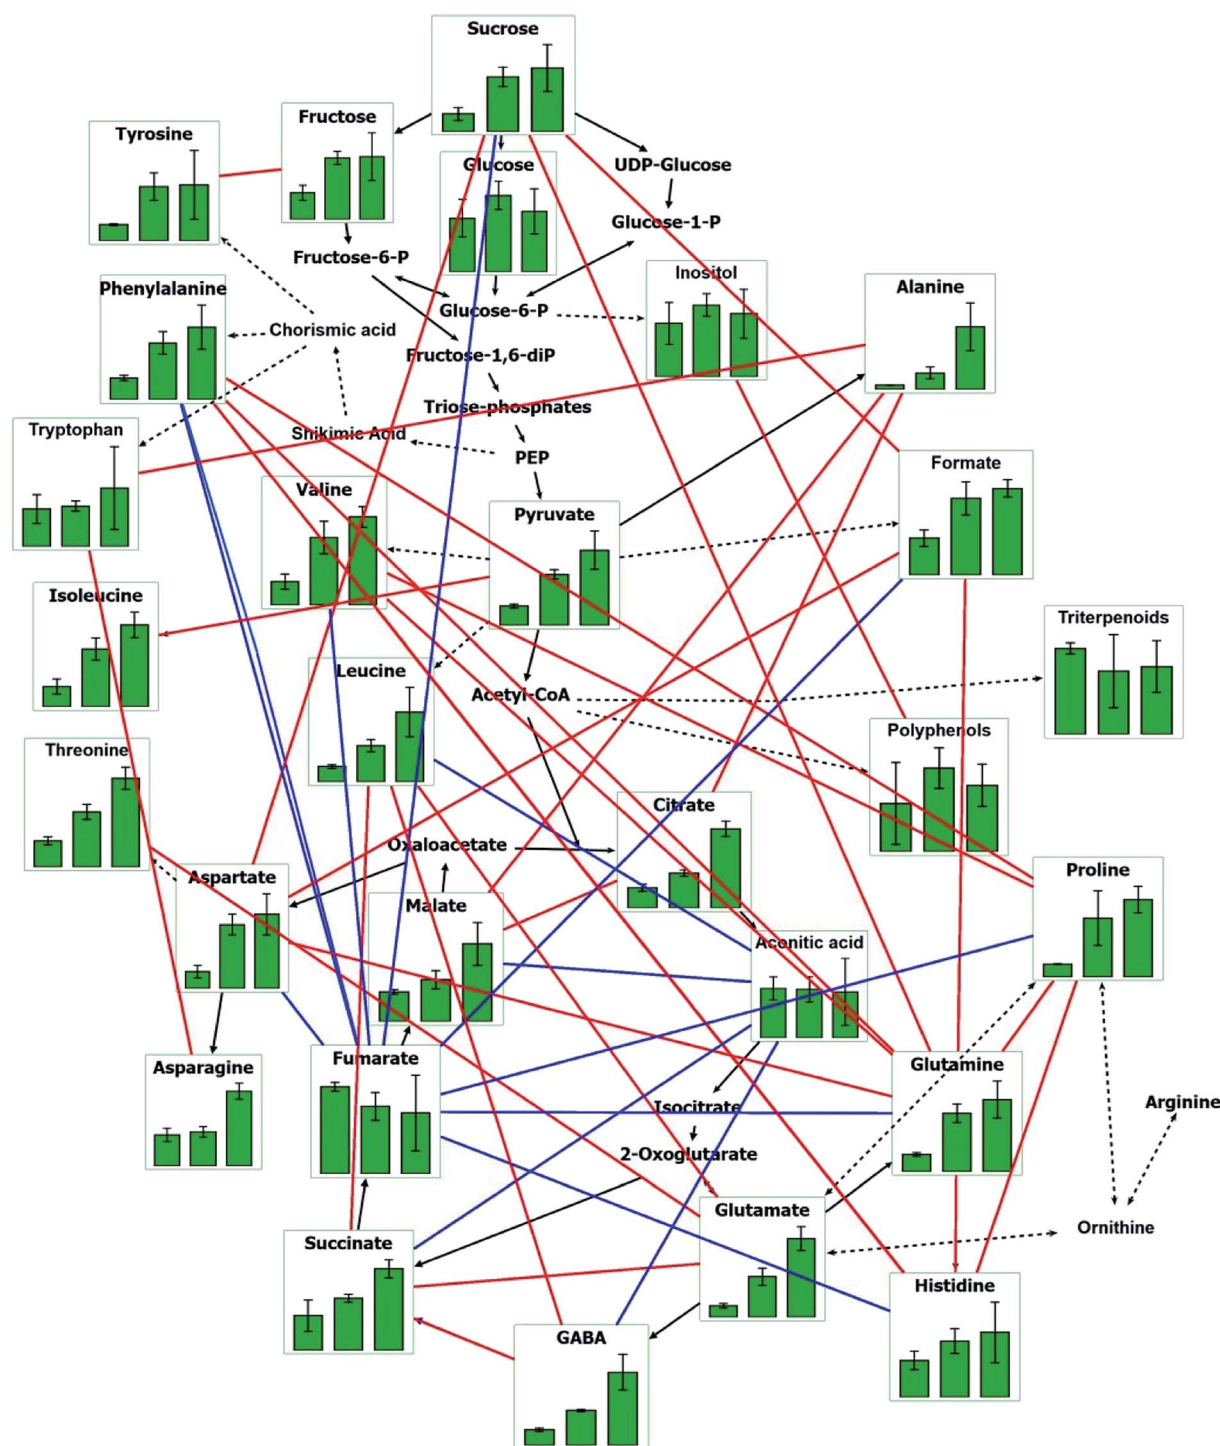 Sucrose
Fructose
Tyrosine
Glucose
UDP-Glucose
Glucose-1-P
Fructose-6-P
Inositol
Alanine
Phenylalanine
Glucose-6-P
Chorismic acid
Fructose-1,6-diP
Triose-phosphates
Tryptophan
Shikimic Acid
PEP
Formate
Valine
Pyruvate
Isoleucine
Triterpenoids
Leucine
Acetyl-CoA
Polyphenols
Threonine
Citrate
Oxaloacetate
Proline
Aspartate
Malate
Aconitic acid
Fumarate
Glutamine
Asparagine
Isocitrate
Arginine
2-Oxoglutarate
Glutamate
Ornithine
Succinate
Histidine
GABA